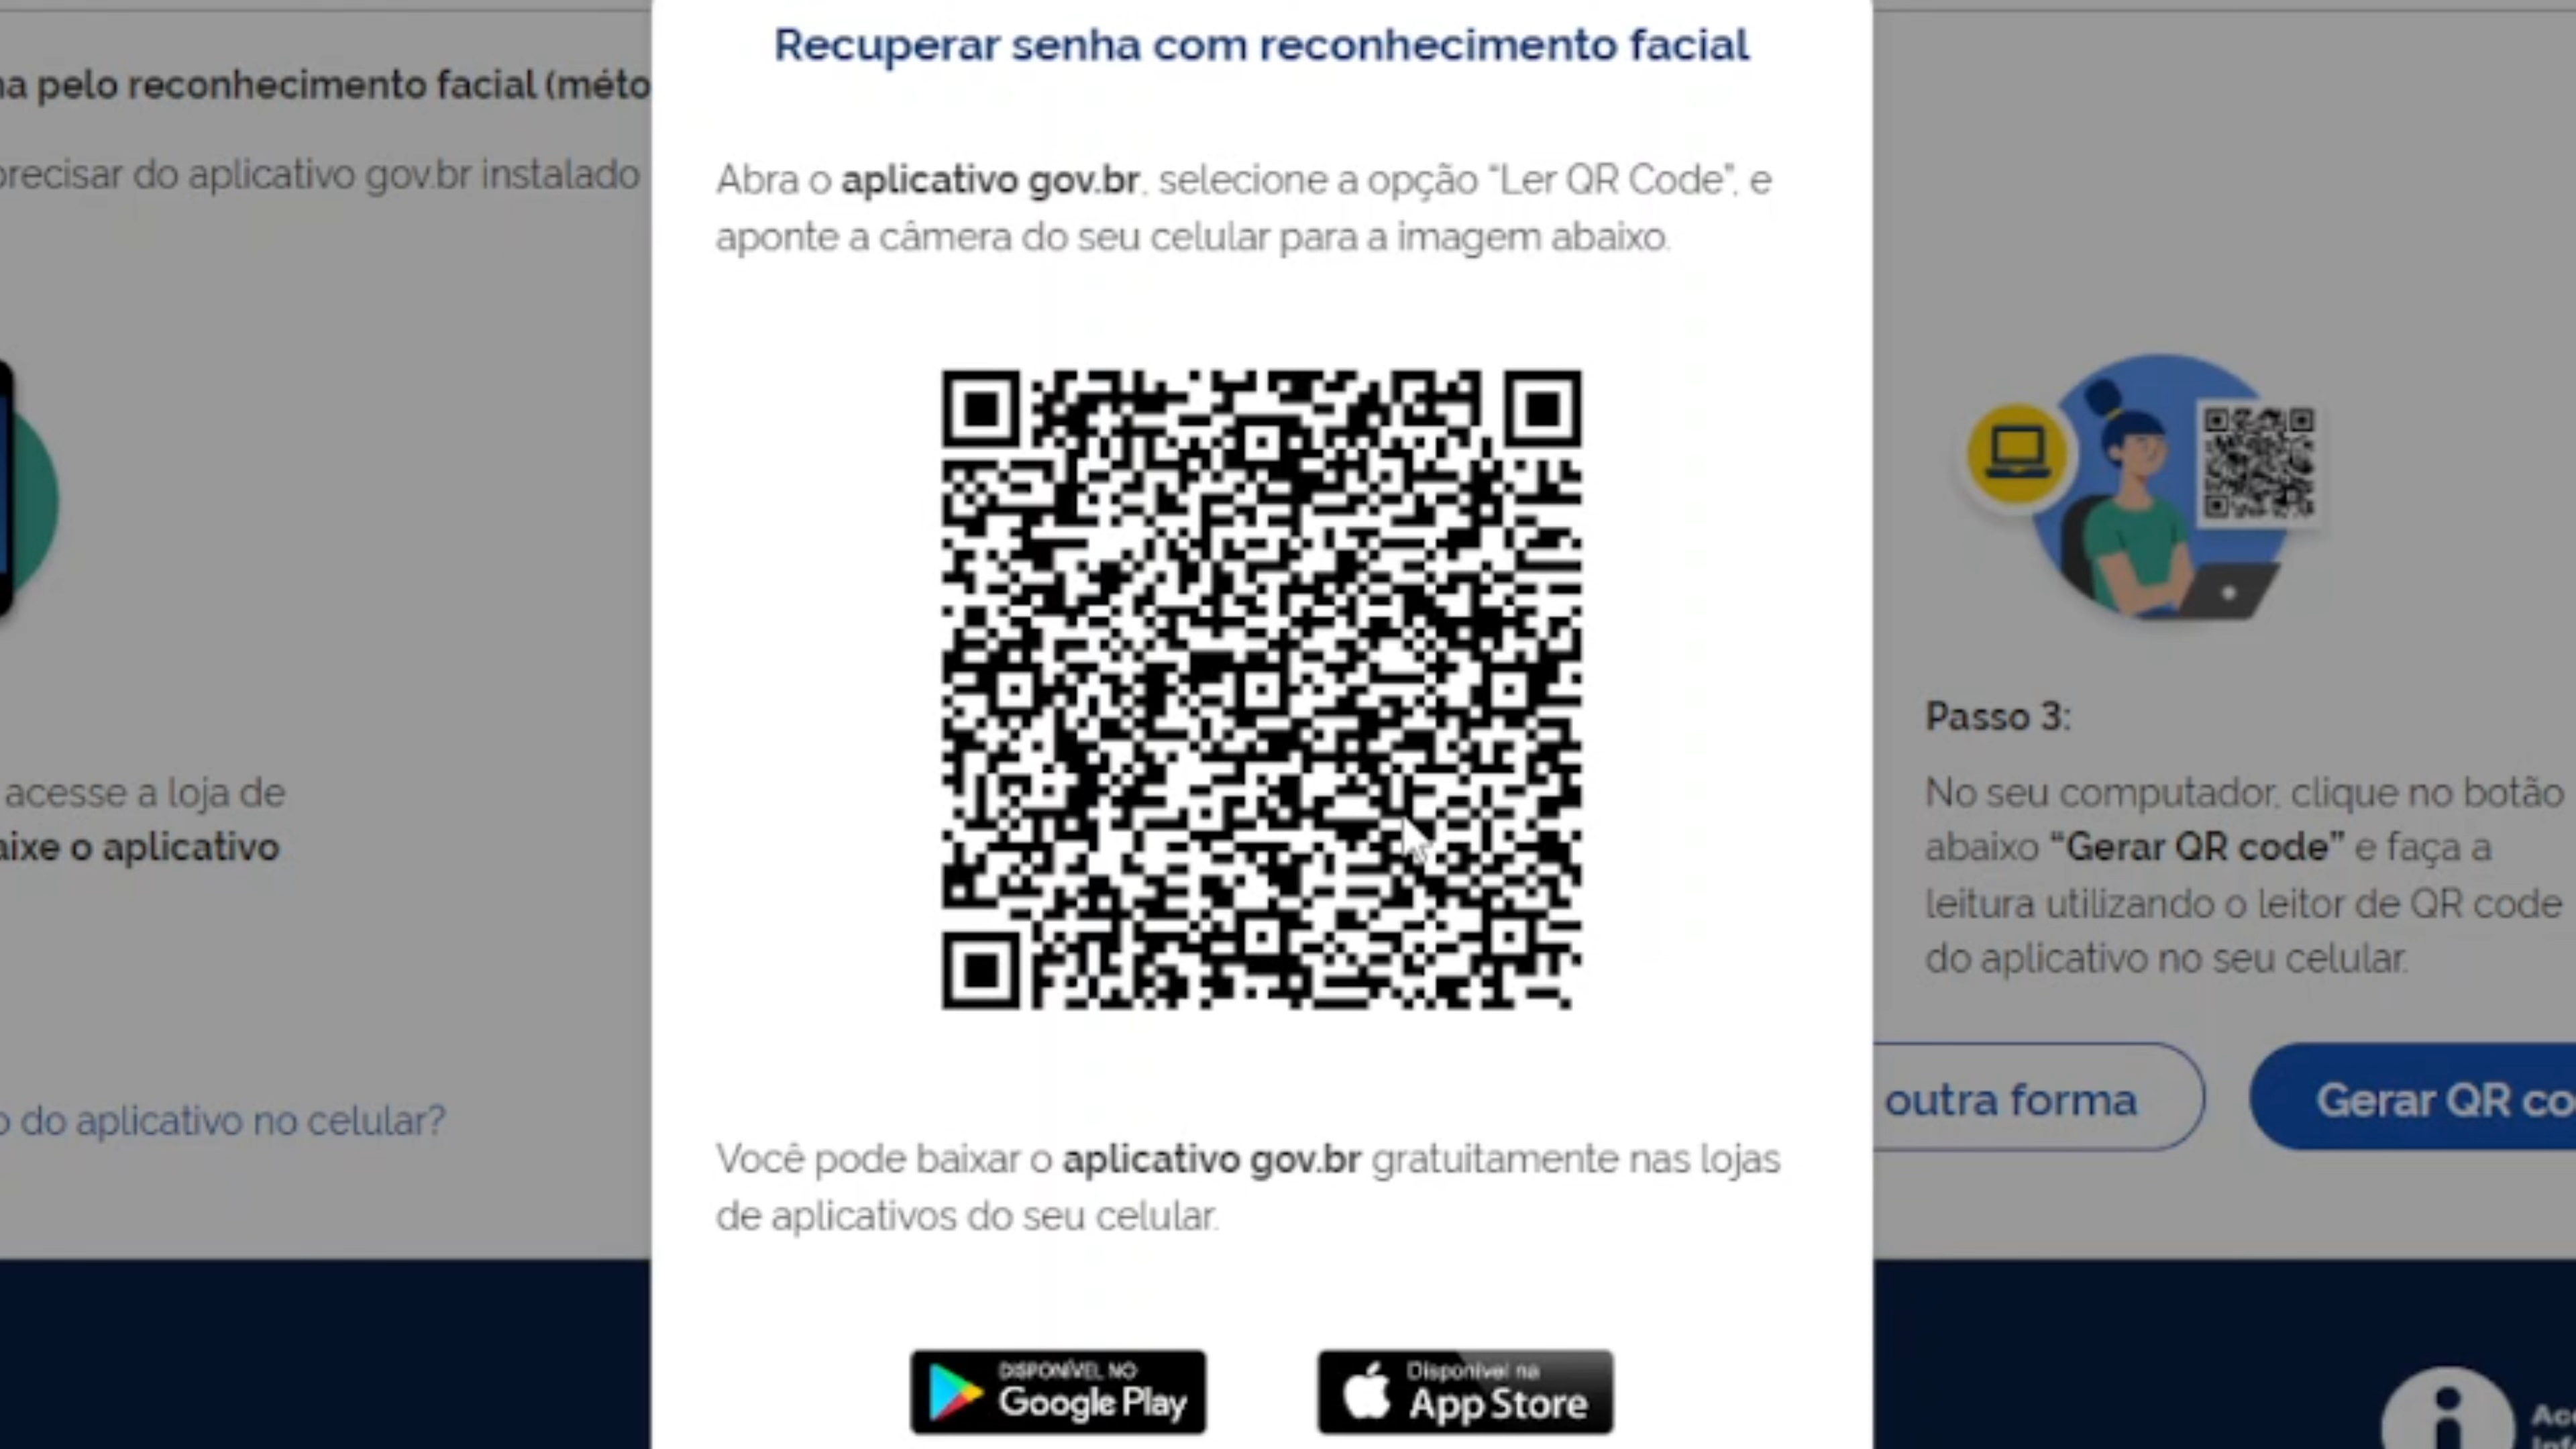 Recuperar senha com reconhecimento facial
pelo reconhecimento facial (méto
precisar do aplicativo gov.br instalado
Abra o aplicativo gov.br, selecione a opção “Ler QR Code”, e
aponte a câmera do seu celular para a imagem abaixo.
acesse a loja de
aixe o aplicativo
Passo 3:
No seu computador, clique no botão
abaixo “Gerar QR code” e faça a
leitura utilizando o leitor de QR code
do aplicativo no seu celular.
do aplicativo no celular?
outra forma
Gerar QR co
Você pode baixar o aplicativo gov.br gratuitamente nas lojas
de aplicativos do seu celular.
DISPONÍVEL NO
Google Play
Disponível na
App Store